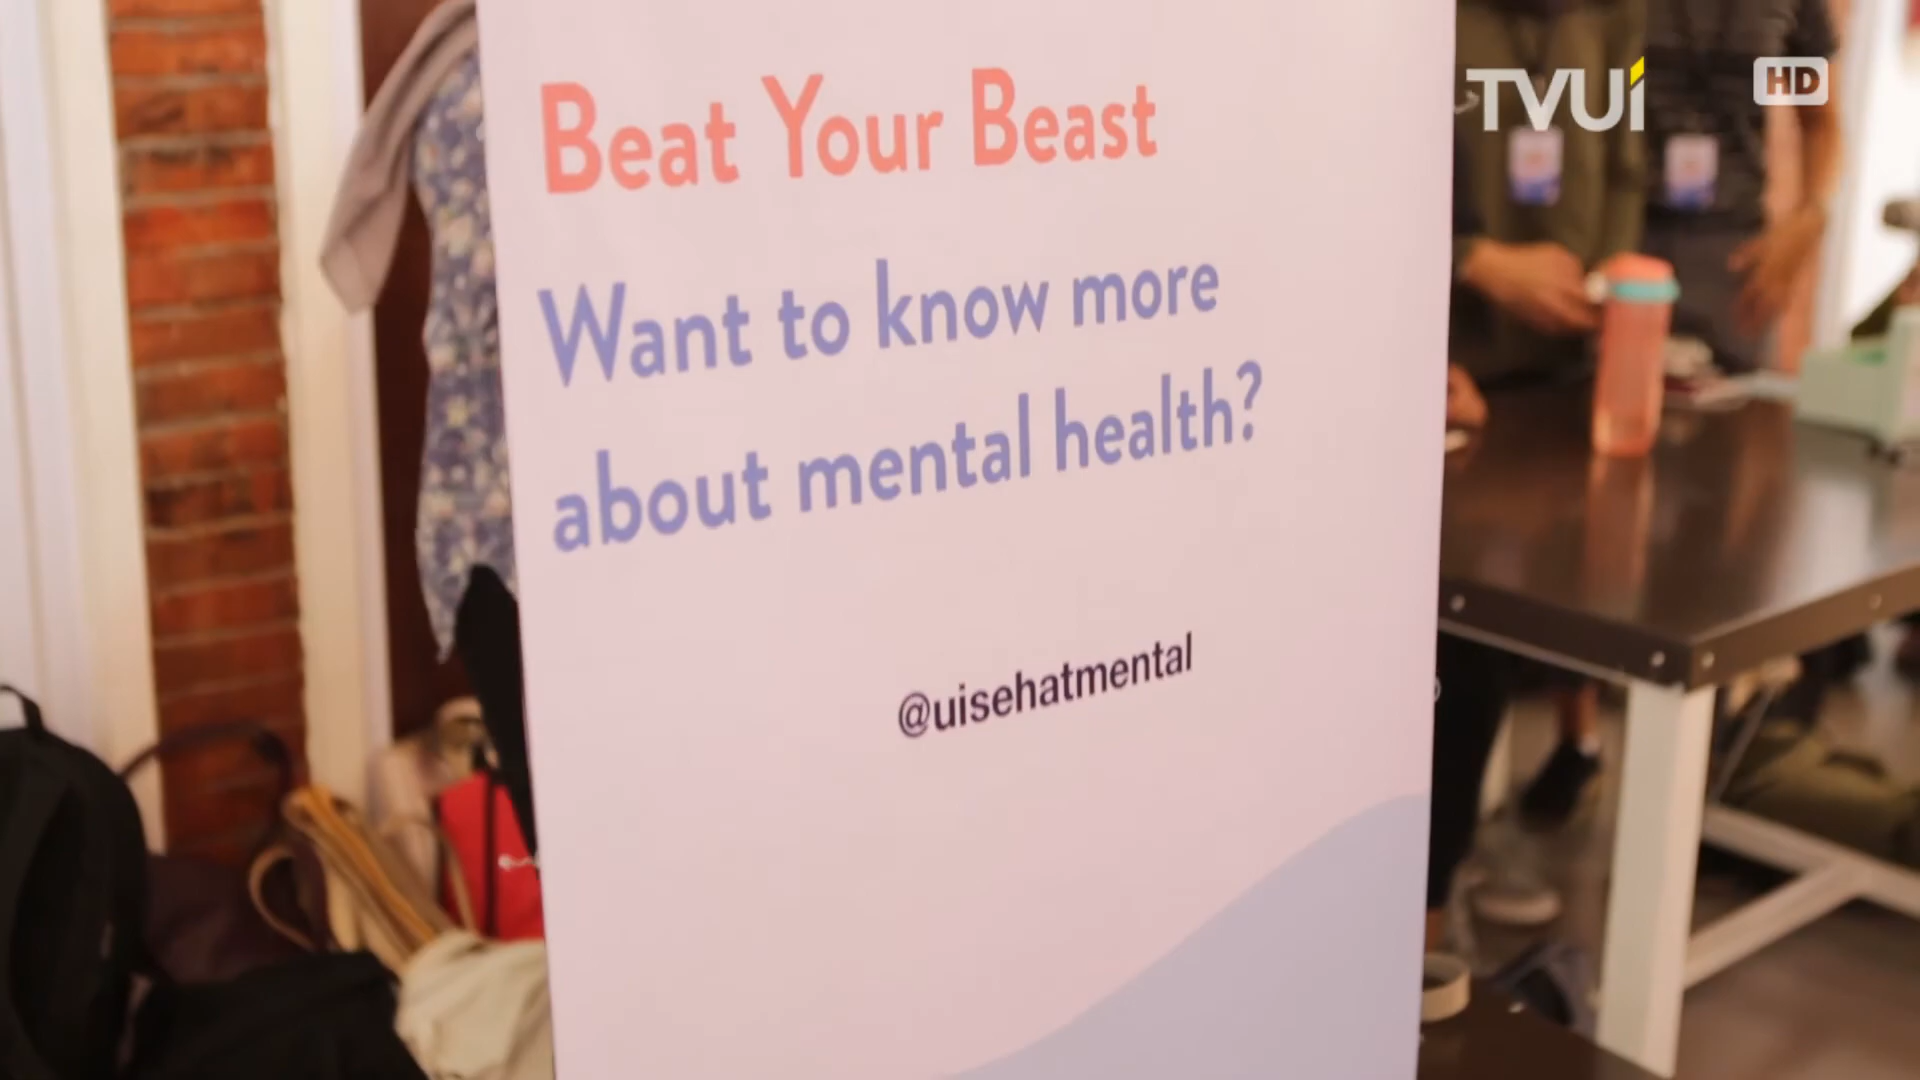 Beat Your Beast
Want to know more
about mental health?
@uisehatmental
TVUi
HD